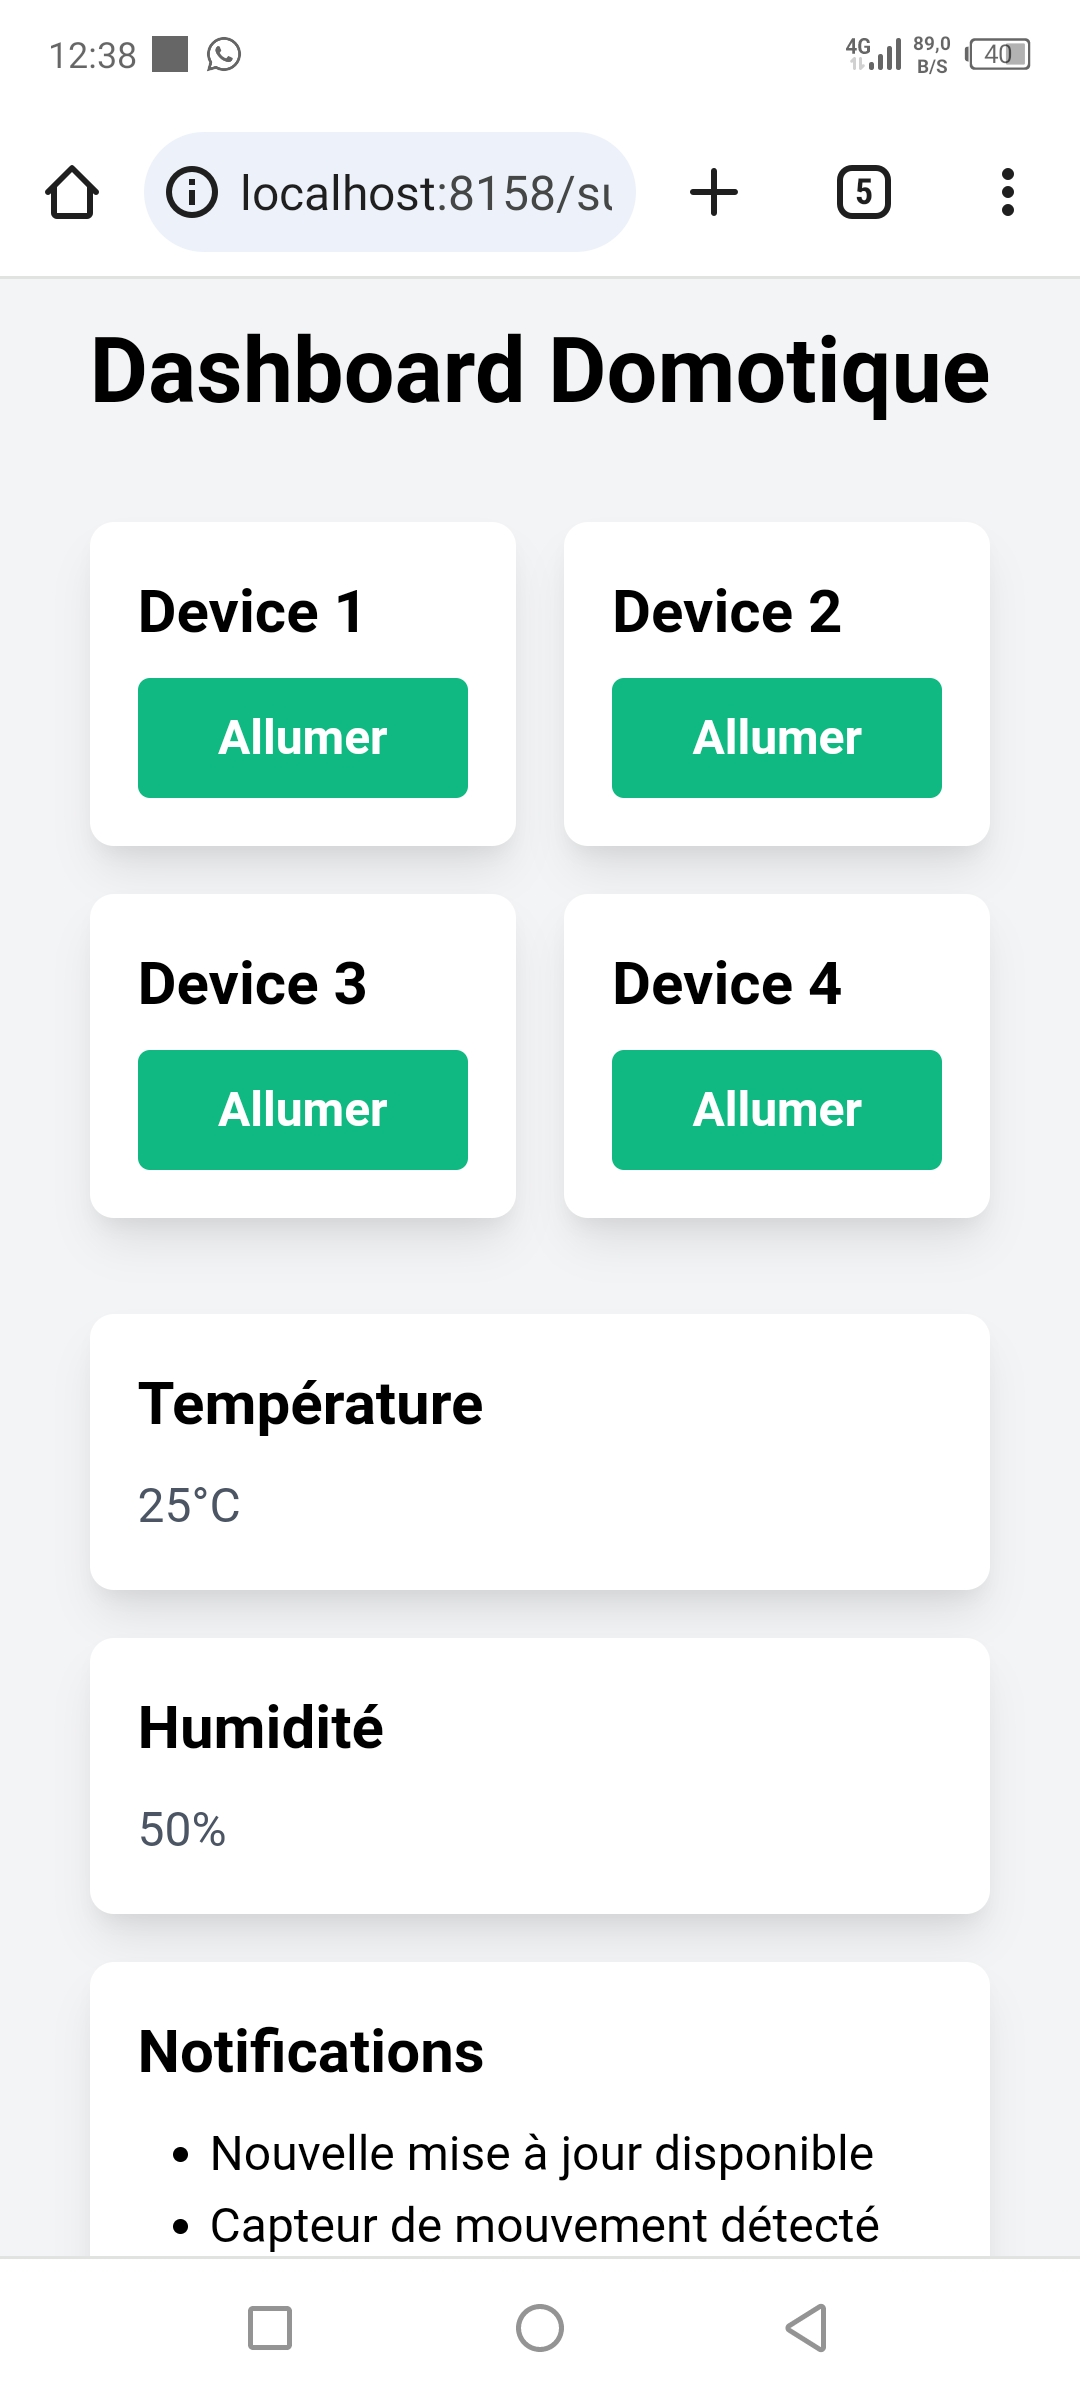 12:38
4G 89,0 B/S 40
localhost:8158/su
5
Dashboard Domotique
Device 1
Device 2
Allumer
Allumer
Device 3
Device 4
Allumer
Allumer
Température
25°C
Humidité
50%
Notifications
• Nouvelle mise à jour disponible
• Capteur de mouvement détecté